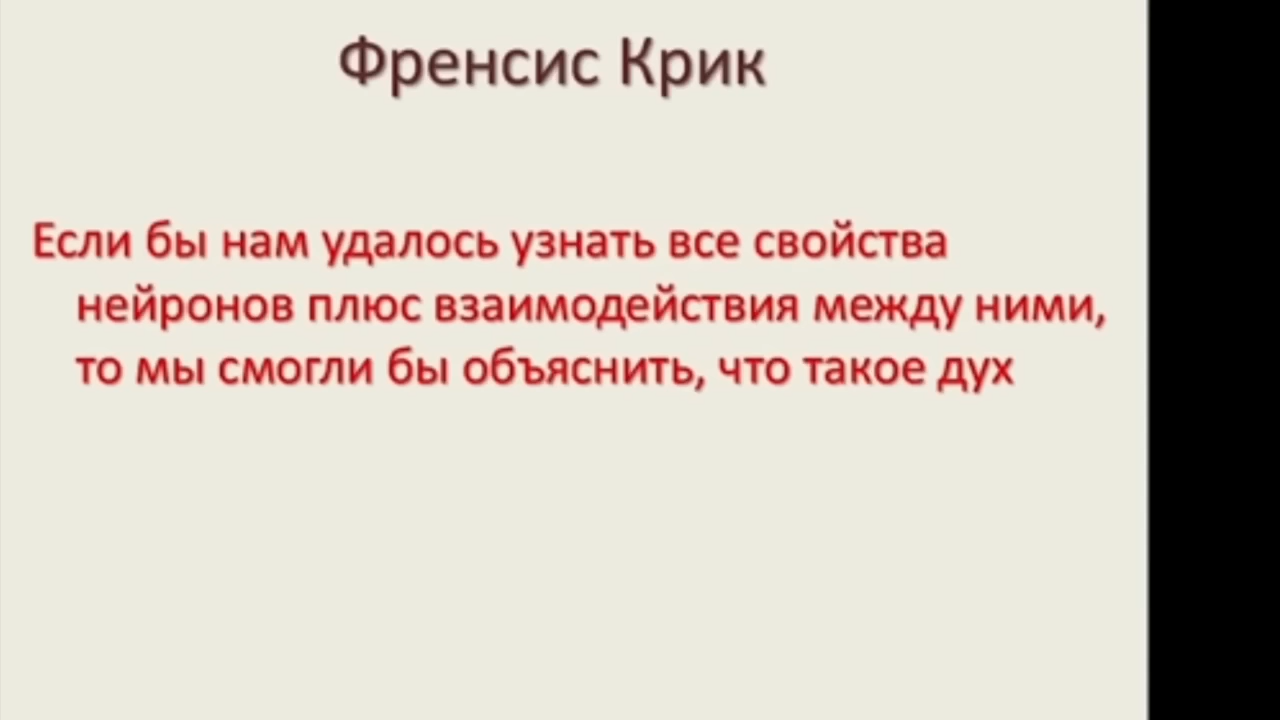 Френсис Крик
Если бы нам удалось узнать все свойства
нейронов плюс взаимодействия между ними,
то мы смогли бы объяснить, что такое дух